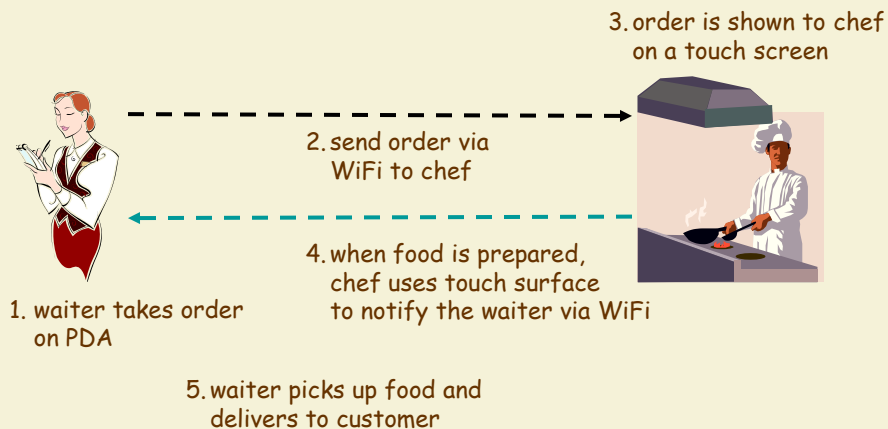 1. waiter takes order
on PDA
2. send order via
WiFi to chef
3. order is shown to chef
on a touch screen
4. when food is prepared,
chef uses touch surface
to notify the waiter via WiFi
5. waiter picks up food and
delivers to customer